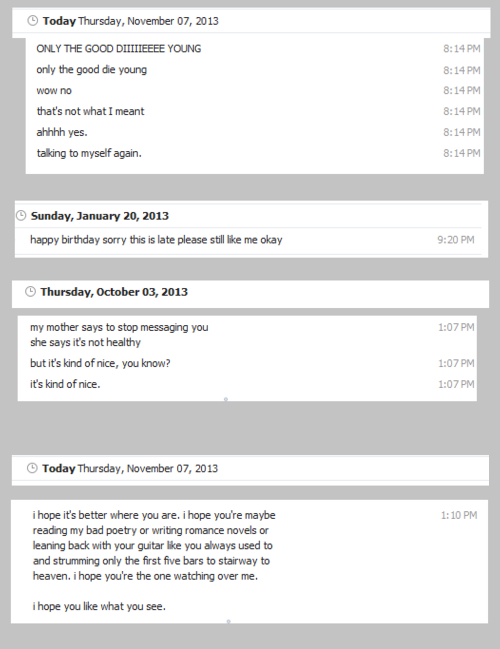 Today Thursday, November 07, 2013
ONLY THE GOOD DIIIIIEEEE YOUNG 8:14 PM
only the good die young 8:14 PM
wow no 8:14 PM
that's not what I meant 8:14 PM
ahhhh yes. 8:14 PM
talking to myself again. 8:14 PM
Sunday, January 20, 2013
happy birthday sorry this is late please still like me okay 9:20 PM
Thursday, October 03, 2013
my mother says to stop messaging you 1:07 PM
she says it's not healthy
but it's kind of nice, you know? 1:07 PM
it's kind of nice. 1:07 PM
Today Thursday, November 07, 2013
i hope it's better where you are. i hope you're maybe 1:10 PM
reading my bad poetry or writing romance novels or
leaning back with your guitar like you always used to
and strumming only the first five bars to stairway to
heaven. i hope you're the one watching over me.
i hope you like what you see.